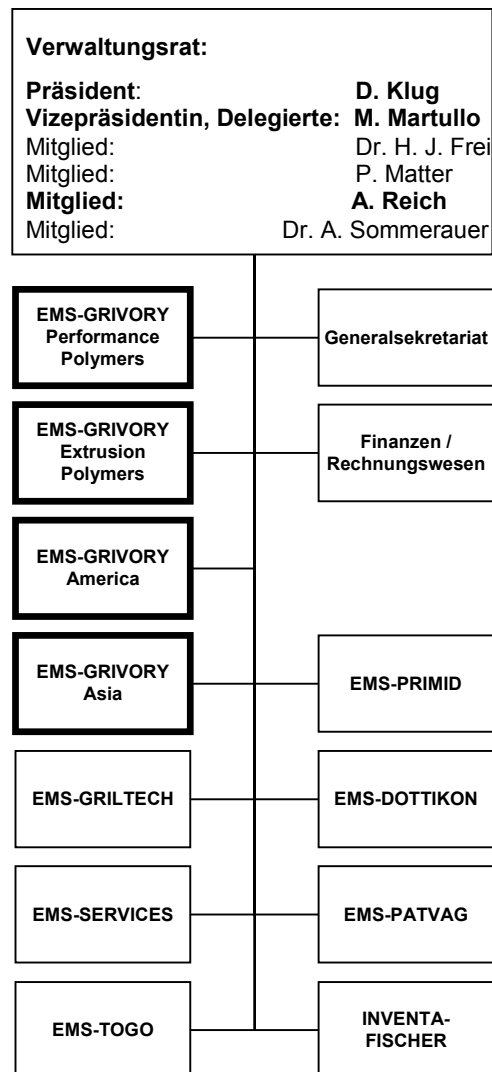 Verwaltungsrat:
Präsident: D. Klug
Vizepräsidentin, Delegierte: M. Martullo
Mitglied: Dr. H. J. Frei
Mitglied: P. Matter
Mitglied: A. Reich
Mitglied: Dr. A. Sommerauer
EMS-GRIVORY
Performance
Polymers
Generalsekretariat
EMS-GRIVORY
Extrusion
Polymers
Finanzen /
Rechnungswesen
EMS-GRIVORY
America
EMS-GRIVORY
Asia
EMS-PRIMID
EMS-GRILTECH
EMS-DOTTIKON
EMS-SERVICES
EMS-PATVAG
EMS-TOGO
INVENTA-
FISCHER